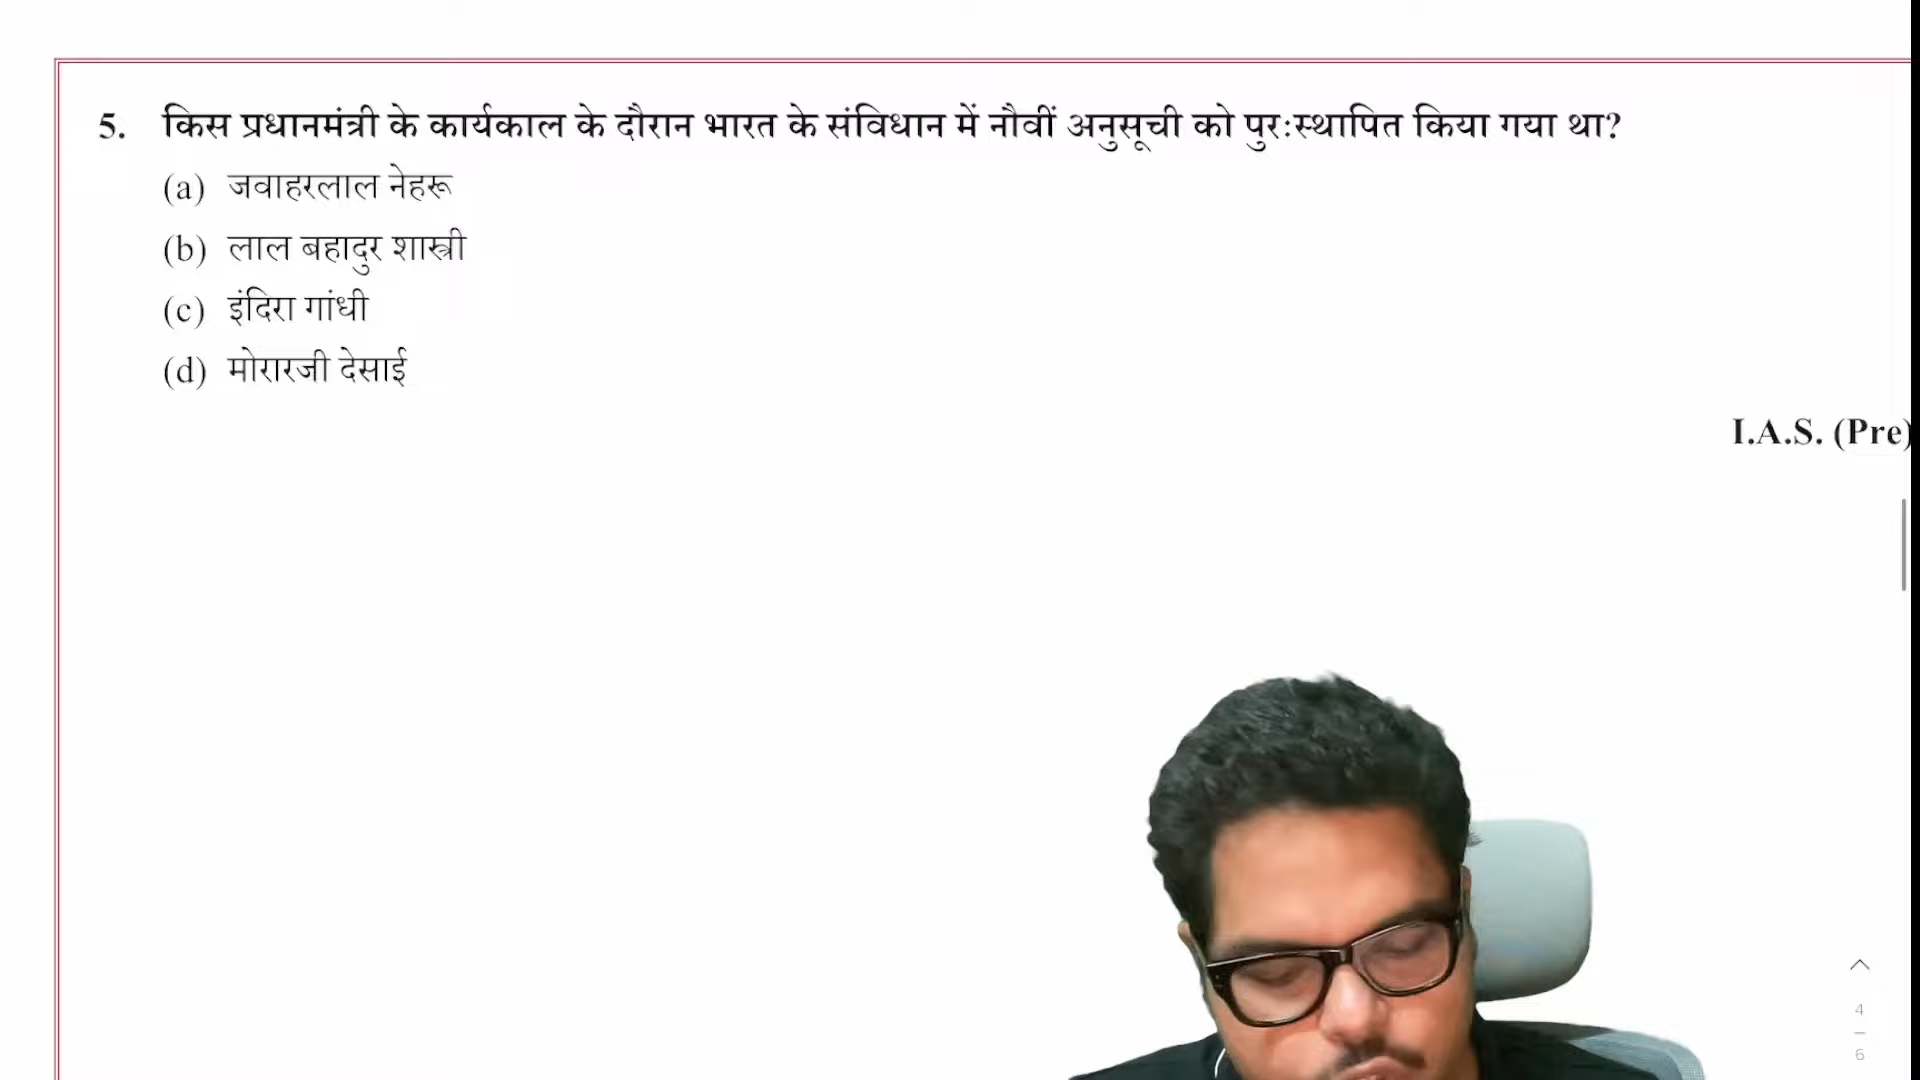 5. किस प्रधानमंत्री के कार्यकाल के दौरान भारत के संविधान में नौवीं अनुसूची को पुर:स्थापित किया गया था?
(a) जवाहरलाल नेहरू
(b) लाल बहादुर शास्त्री
(c) इंदिरा गांधी
(d) मोरारजी देसाई
I.A.S. (Pre)
4
6